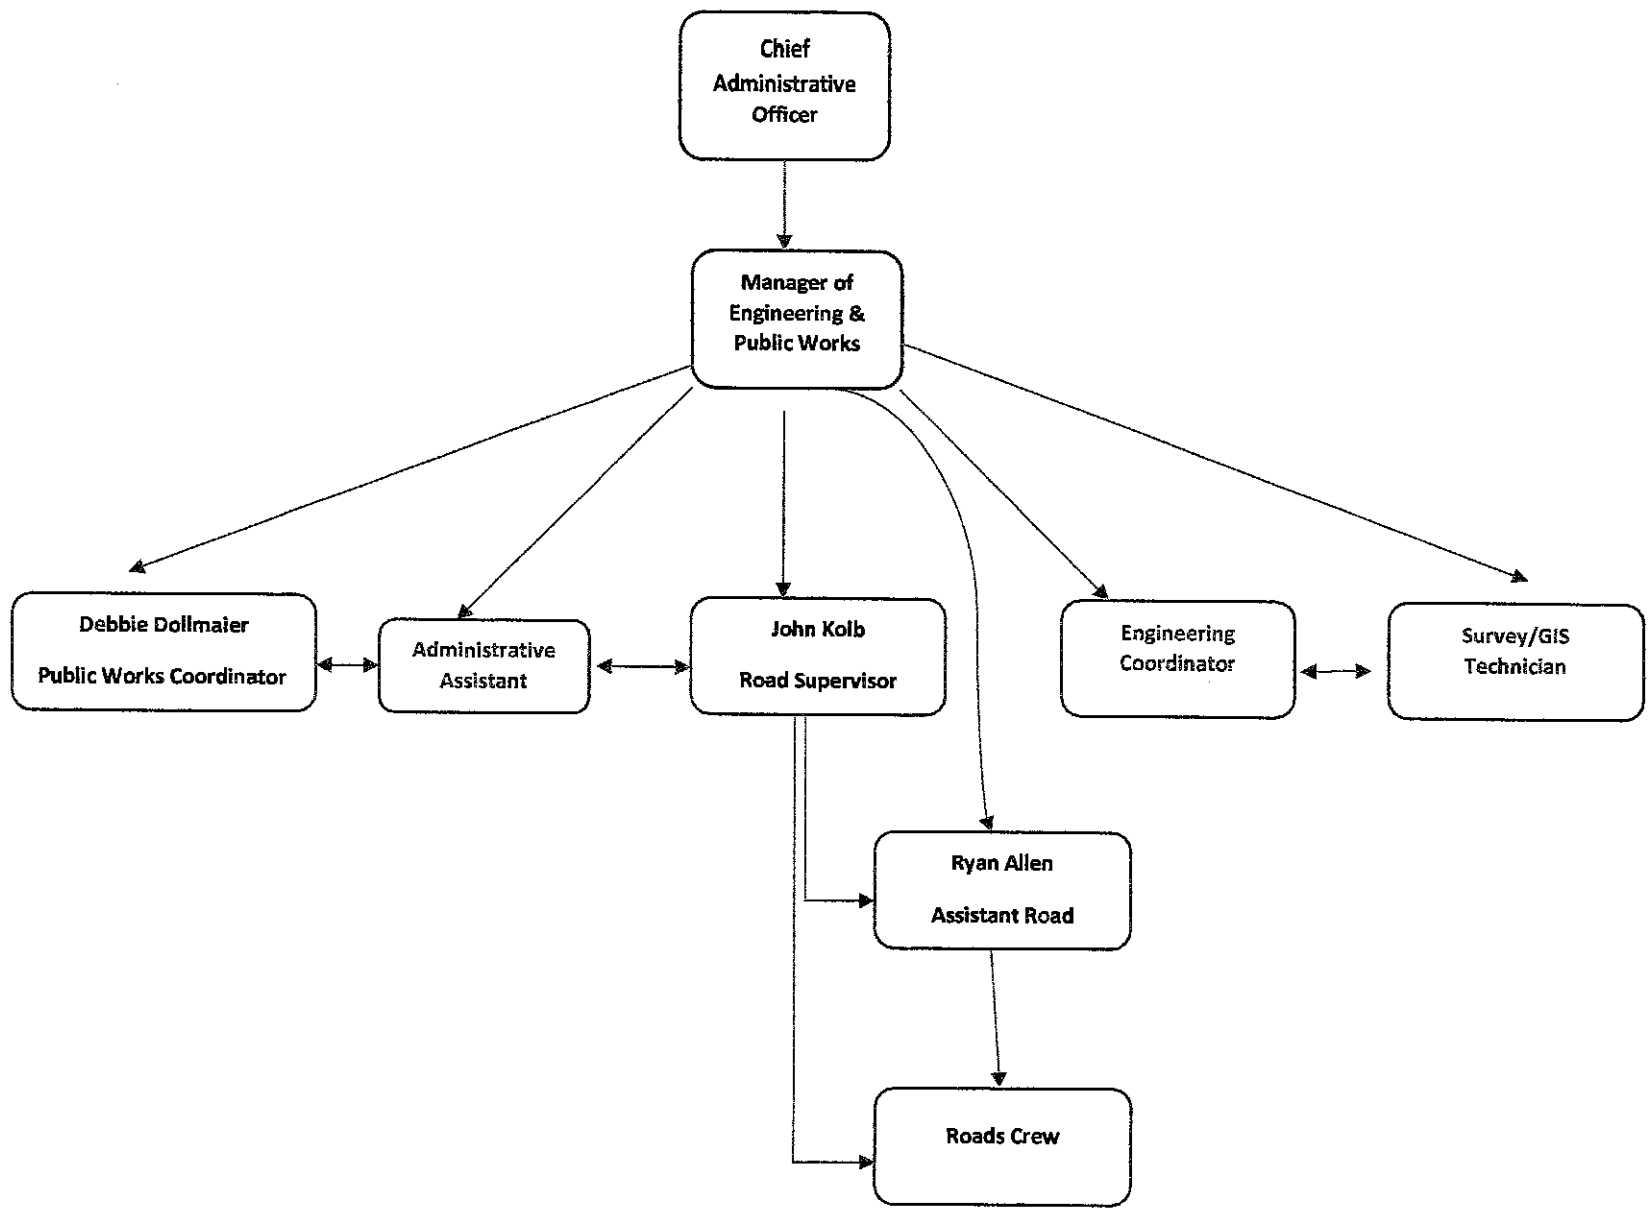 Chief
Administrative
Officer
Manager of
Engineering &
Public Works
Debbie Dollmaier
Public Works Coordinator
Administrative
Assistant
John Kolb
Road Supervisor
Engineering
Coordinator
Survey/GIS
Technician
Ryan Allen
Assistant Road
Roads Crew